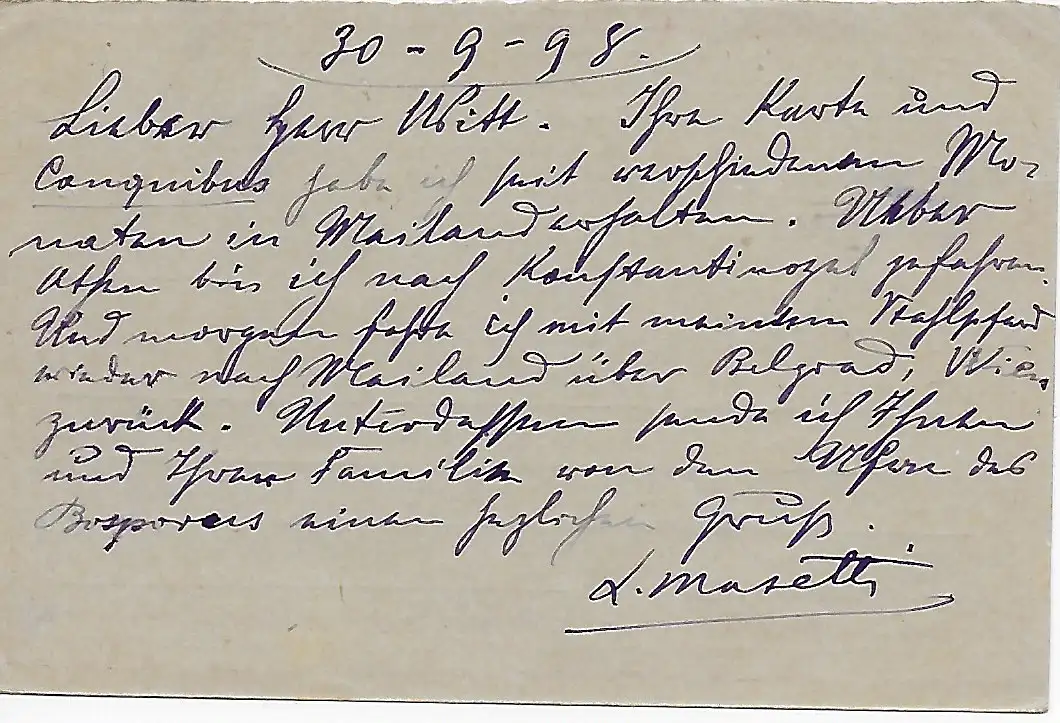 30 - 9 - 98.
Lieber Herr Witt. Ihre Karte und
Conquibus habe ich seit verschiedenen Mo-
naten in Mailand erhalten. Ueber
Athen bin ich nach Konstantinopel gefahren.
Und morgen fahre ich mit meinem Stahlpferd
wieder nach Mailand über Belgrad, Wien
zurück. Unterdessen sende ich Ihnen
und Ihrer Familie von den Ufern des
Bosporus einen herzlichen Gruß.
L. Masetti